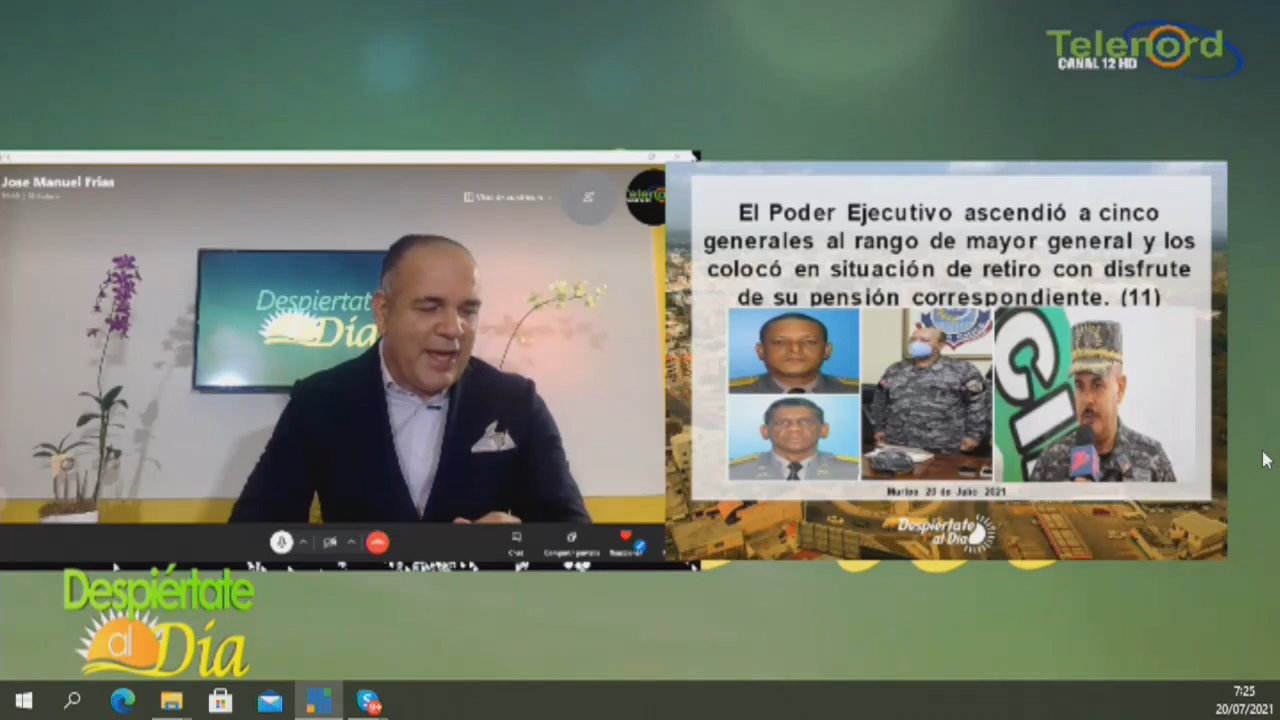 Telenord
CANAL 12 HD
Jose Manuel Frias
Despiertate
al Día
El Poder Ejecutivo ascendió a cinco
generales al rango de mayor general y los
colocó en situación de retiro con disfrute
de su pensión correspondiente. (11)
Martes 20 de Julio 2021
Despiértate
al Día
Chat
Despiértate
al Día
7:25
20/07/2021